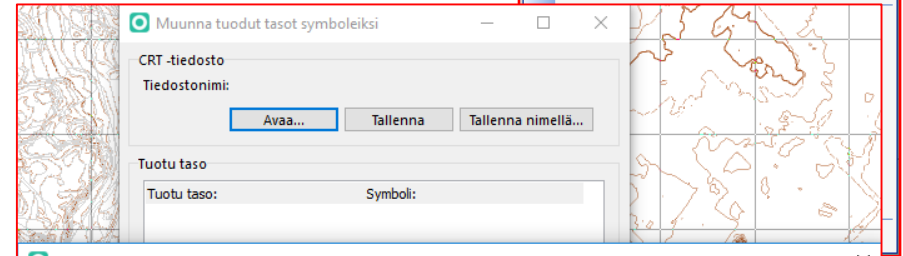 Muunna tuodut tasot symboleiksi
CRT -tiedosto
Tiedostonimi:
Avaa... Tallenna Tallenna nimellä...
Tuotu taso
Tuotu taso: Symboli: